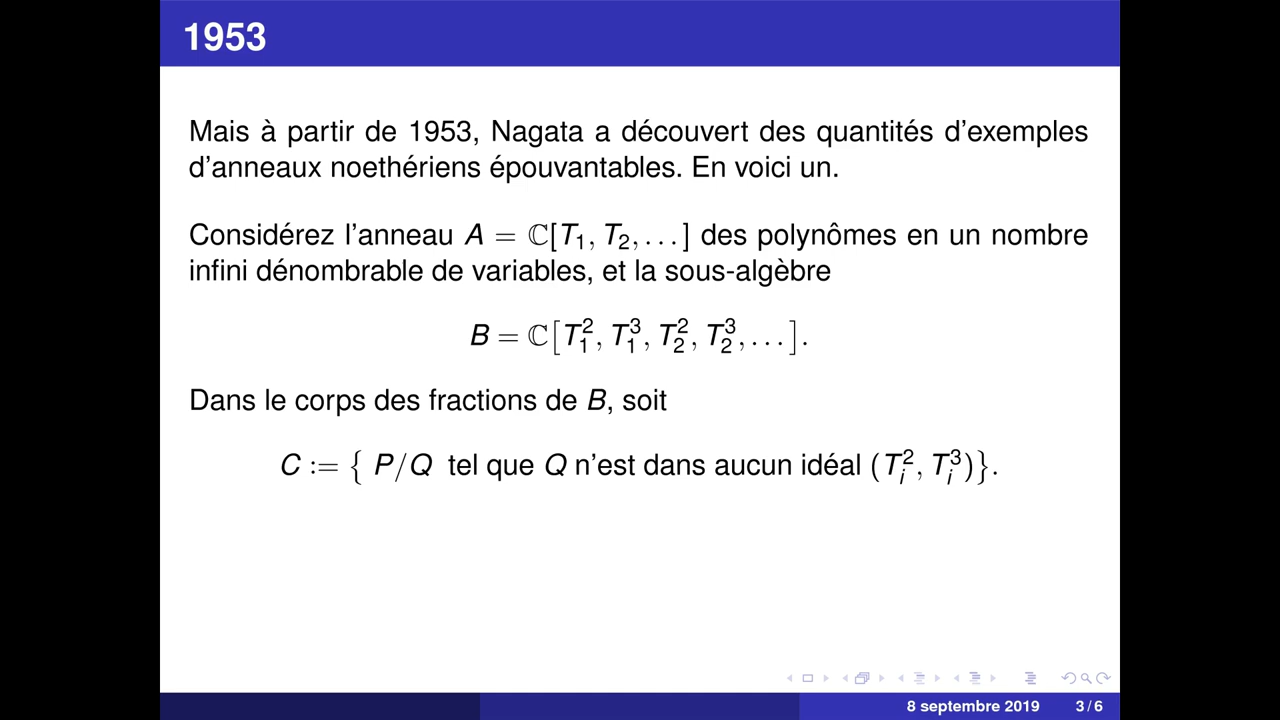 1953
Mais à partir de 1953, Nagata a découvert des quantités d'exemples
d'anneaux noethériens épouvantables. En voici un.
Considérez l'anneau A = ℂ[T₁, T₂, . . . ] des polynômes en un nombre
infini dénombrable de variables, et la sous-algèbre
B = ℂ[T₁², T₁³, T₂², T₂³, . . . ].
Dans le corps des fractions de B, soit
C := { P/Q tel que Q n'est dans aucun idéal (Tᵢ², Tᵢ³)}.
8 septembre 2019 3 / 6